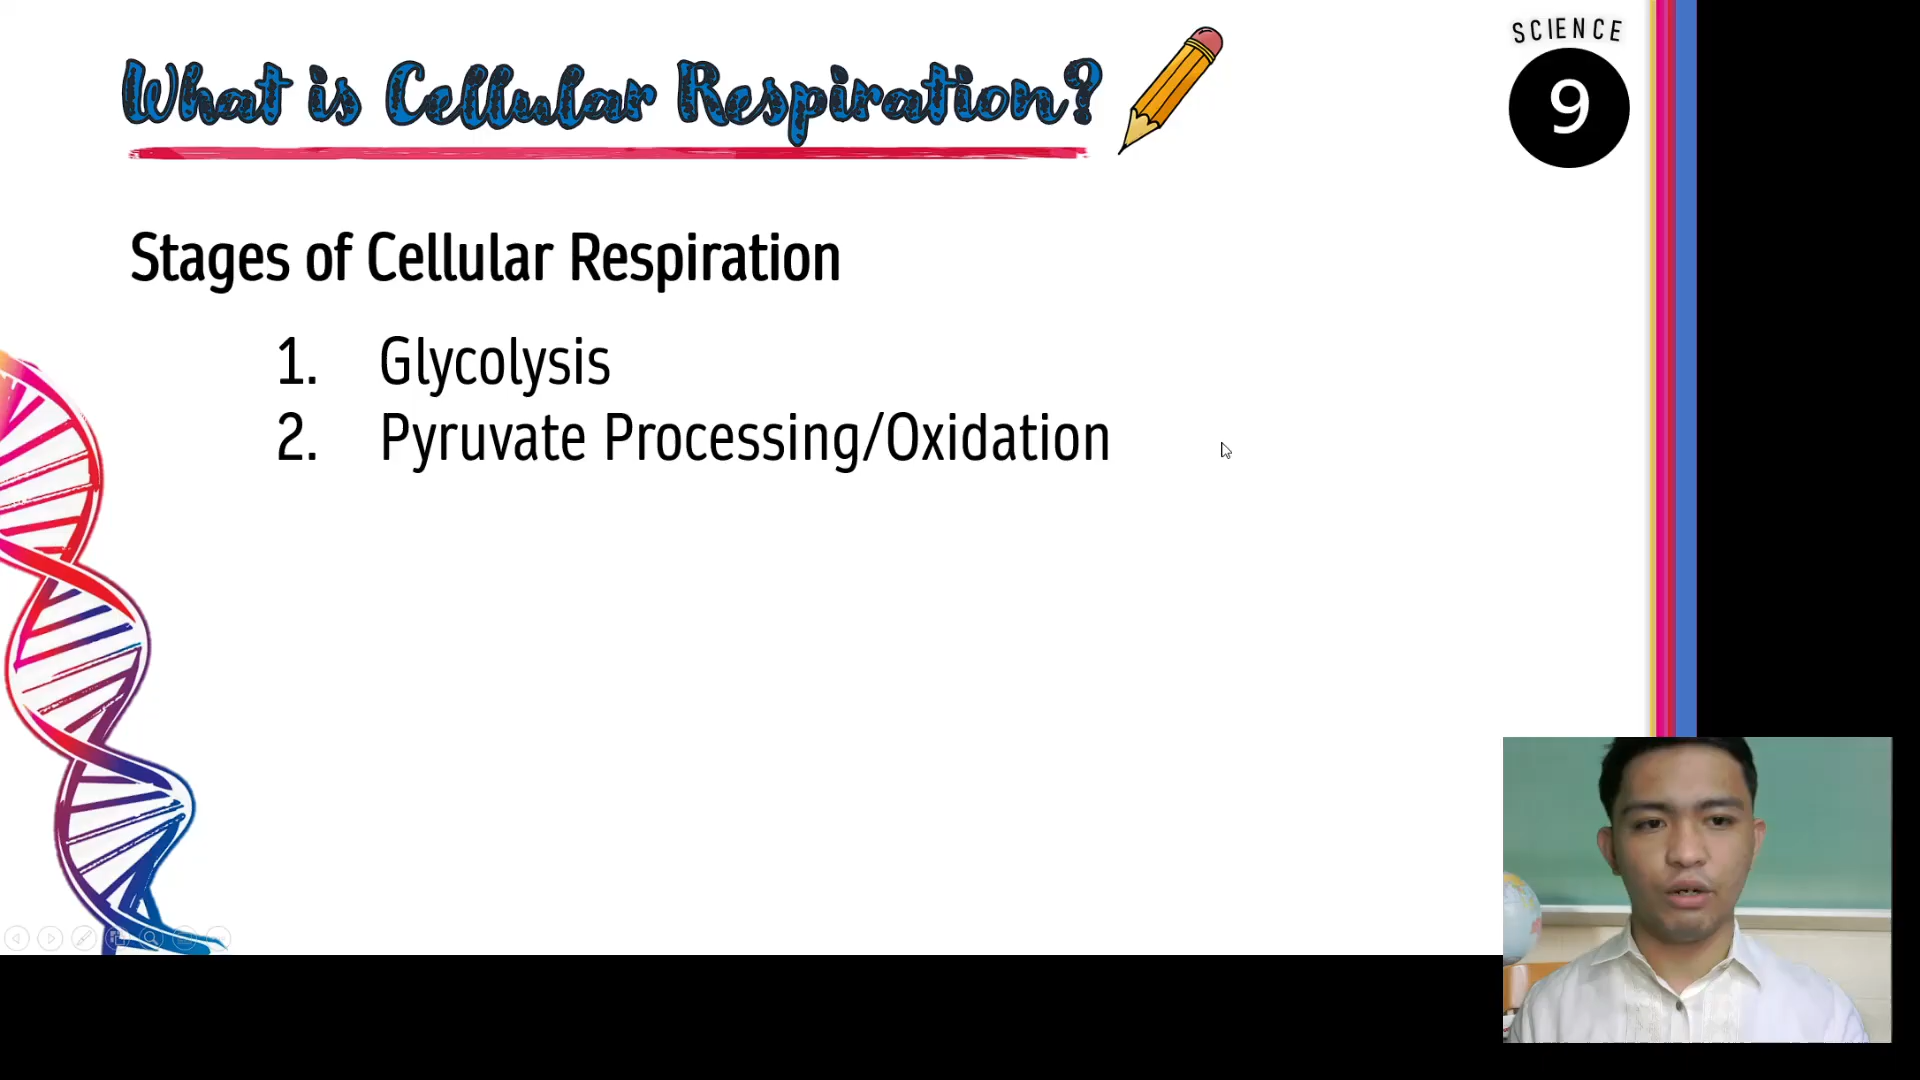 What is Cellular Respiration?
SCIENCE
9
Stages of Cellular Respiration
1. Glycolysis
2. Pyruvate Processing/Oxidation